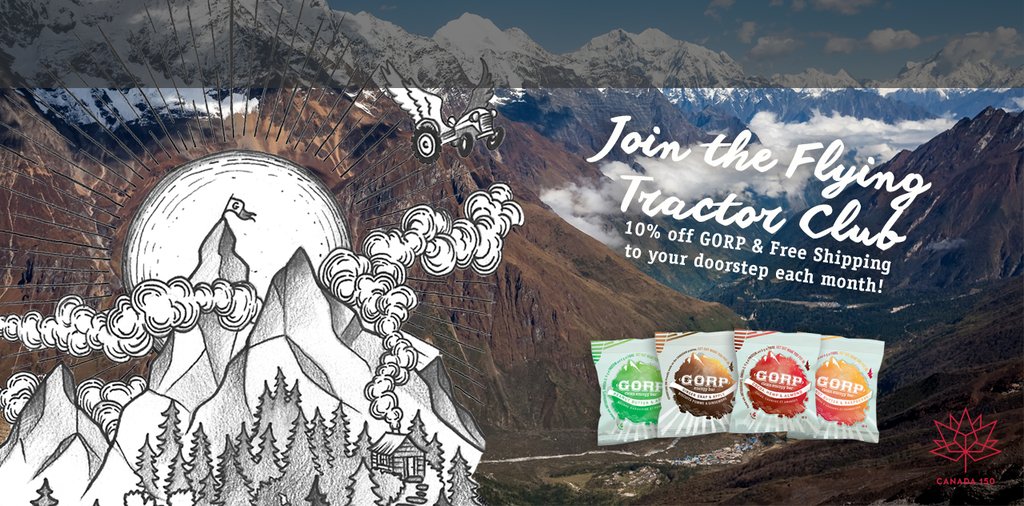 Join the Flying
Tractor Club
10% off GORP & Free Shipping
to your doorstep each month!
GORP
GORP
GORP
GORP
CANADA 150